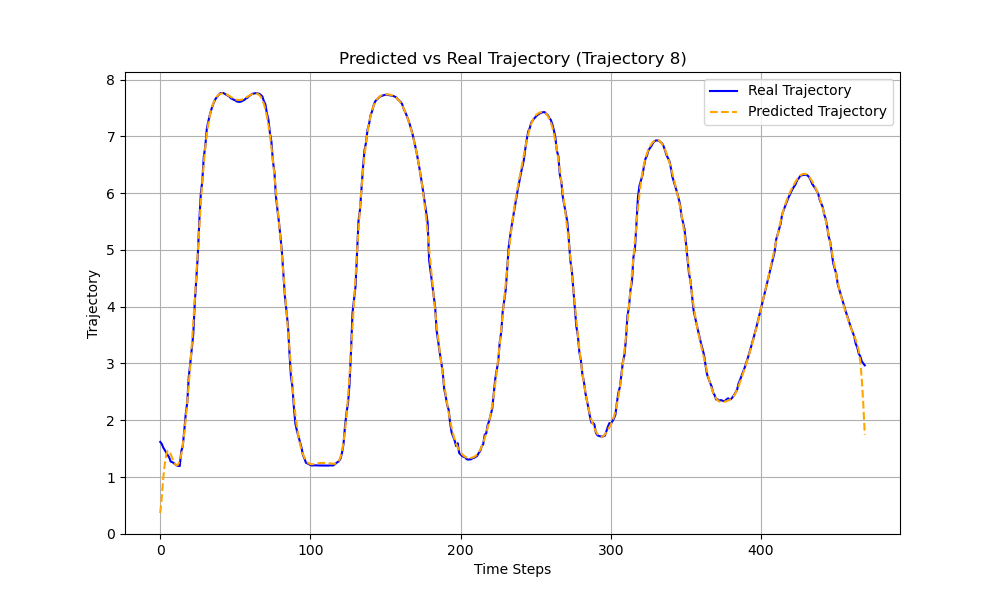 Predicted vs Real Trajectory (Trajectory 8)
Real Trajectory
Predicted Trajectory
Trajectory
8
7
6
5
4
3
2
1
0
0 100 200 300 400
Time Steps